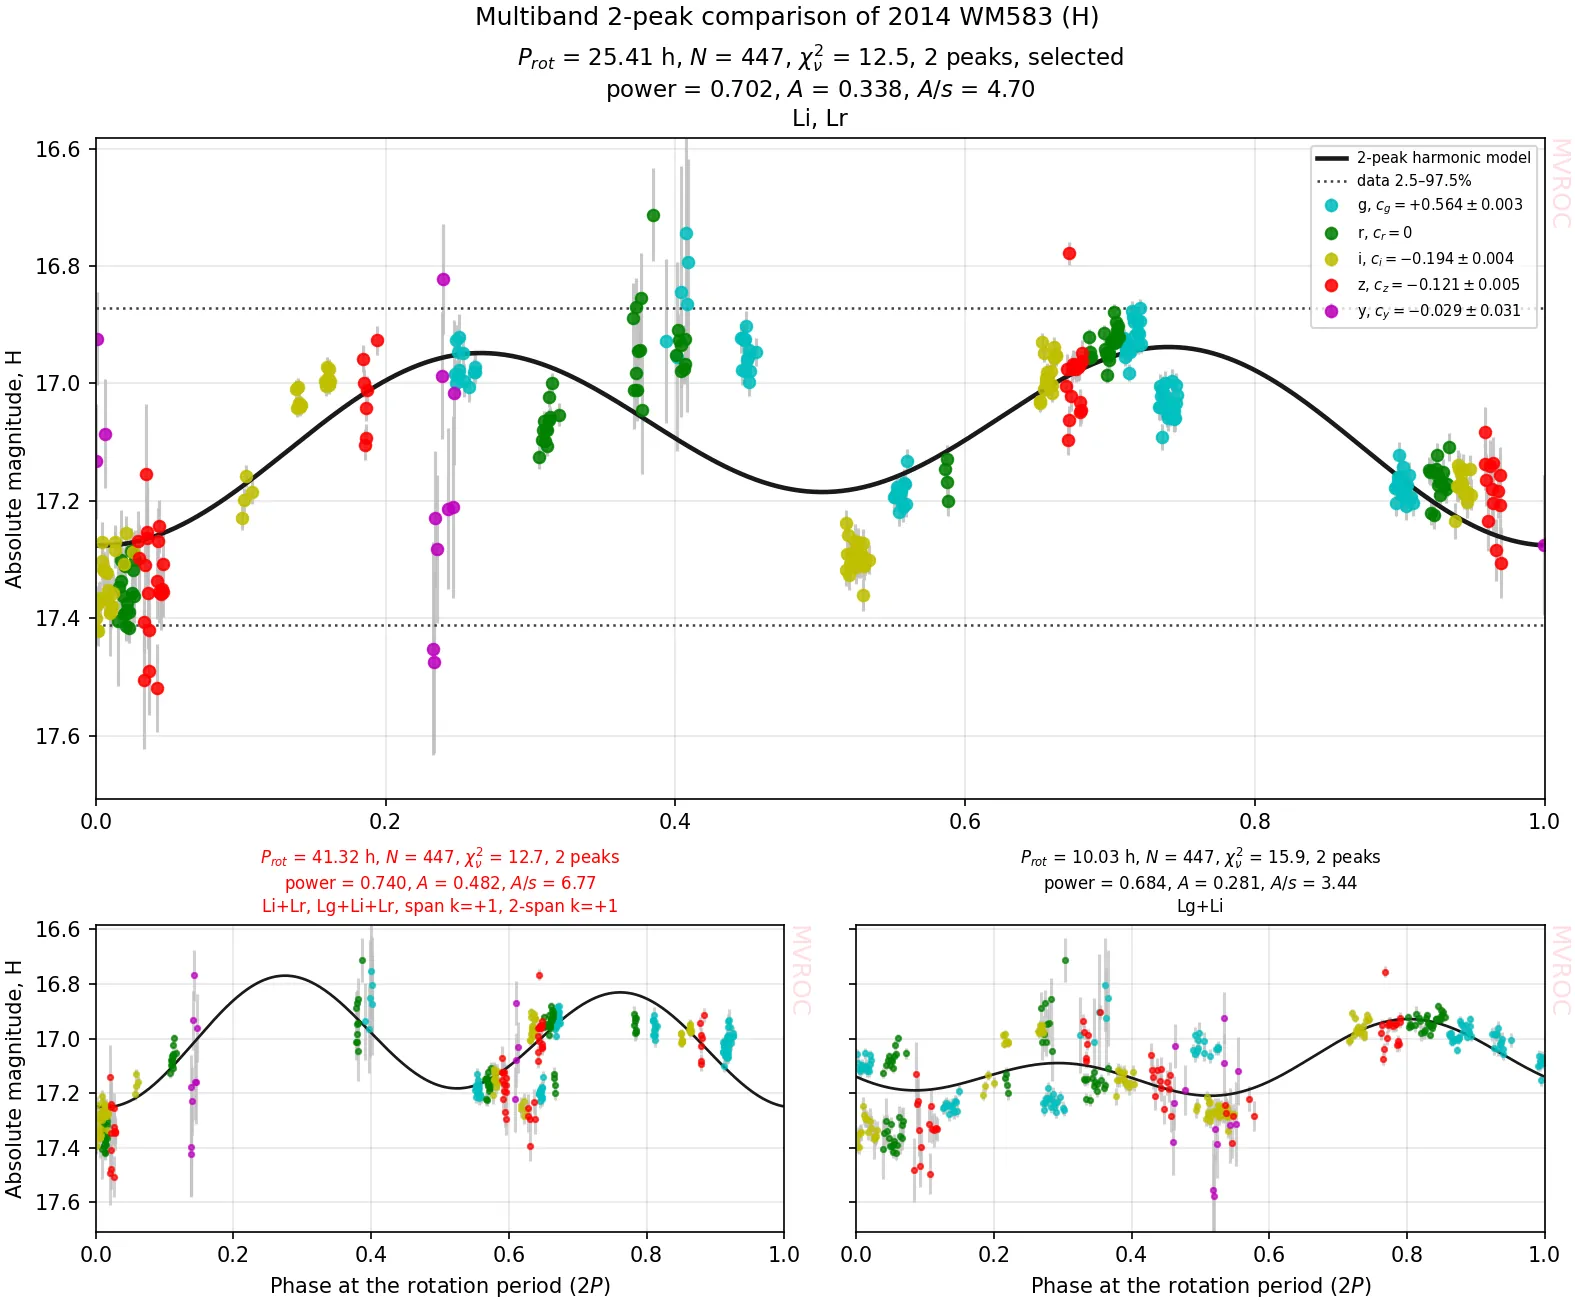 Multiband 2-peak comparison of 2014 WM583 (H)
P_rot = 25.41 h, N = 447, χ²_ν = 12.5, 2 peaks, selected
power = 0.702, A = 0.338, A/s = 4.70
Li, Lr
Absolute magnitude, H
16.6
16.8
17.0
17.2
17.4
17.6
0.0 0.2 0.4 0.6 0.8 1.0
2-peak harmonic model
data 2.5–97.5%
g, c_g = +0.564 ± 0.003
r, c_r = 0
i, c_i = −0.194 ± 0.004
z, c_z = −0.121 ± 0.005
y, c_y = −0.029 ± 0.031
MVROC
P_rot = 41.32 h, N = 447, χ²_ν = 12.7, 2 peaks
power = 0.740, A = 0.482, A/s = 6.77
Li+Lr, Lg+Li+Lr, span k=+1, 2-span k=+1
Absolute magnitude, H
16.6
16.8
17.0
17.2
17.4
17.6
0.0 0.2 0.4 0.6 0.8 1.0
Phase at the rotation period (2P)
MVROC
P_rot = 10.03 h, N = 447, χ²_ν = 15.9, 2 peaks
power = 0.684, A = 0.281, A/s = 3.44
Lg+Li
0.0 0.2 0.4 0.6 0.8 1.0
Phase at the rotation period (2P)
MVROC